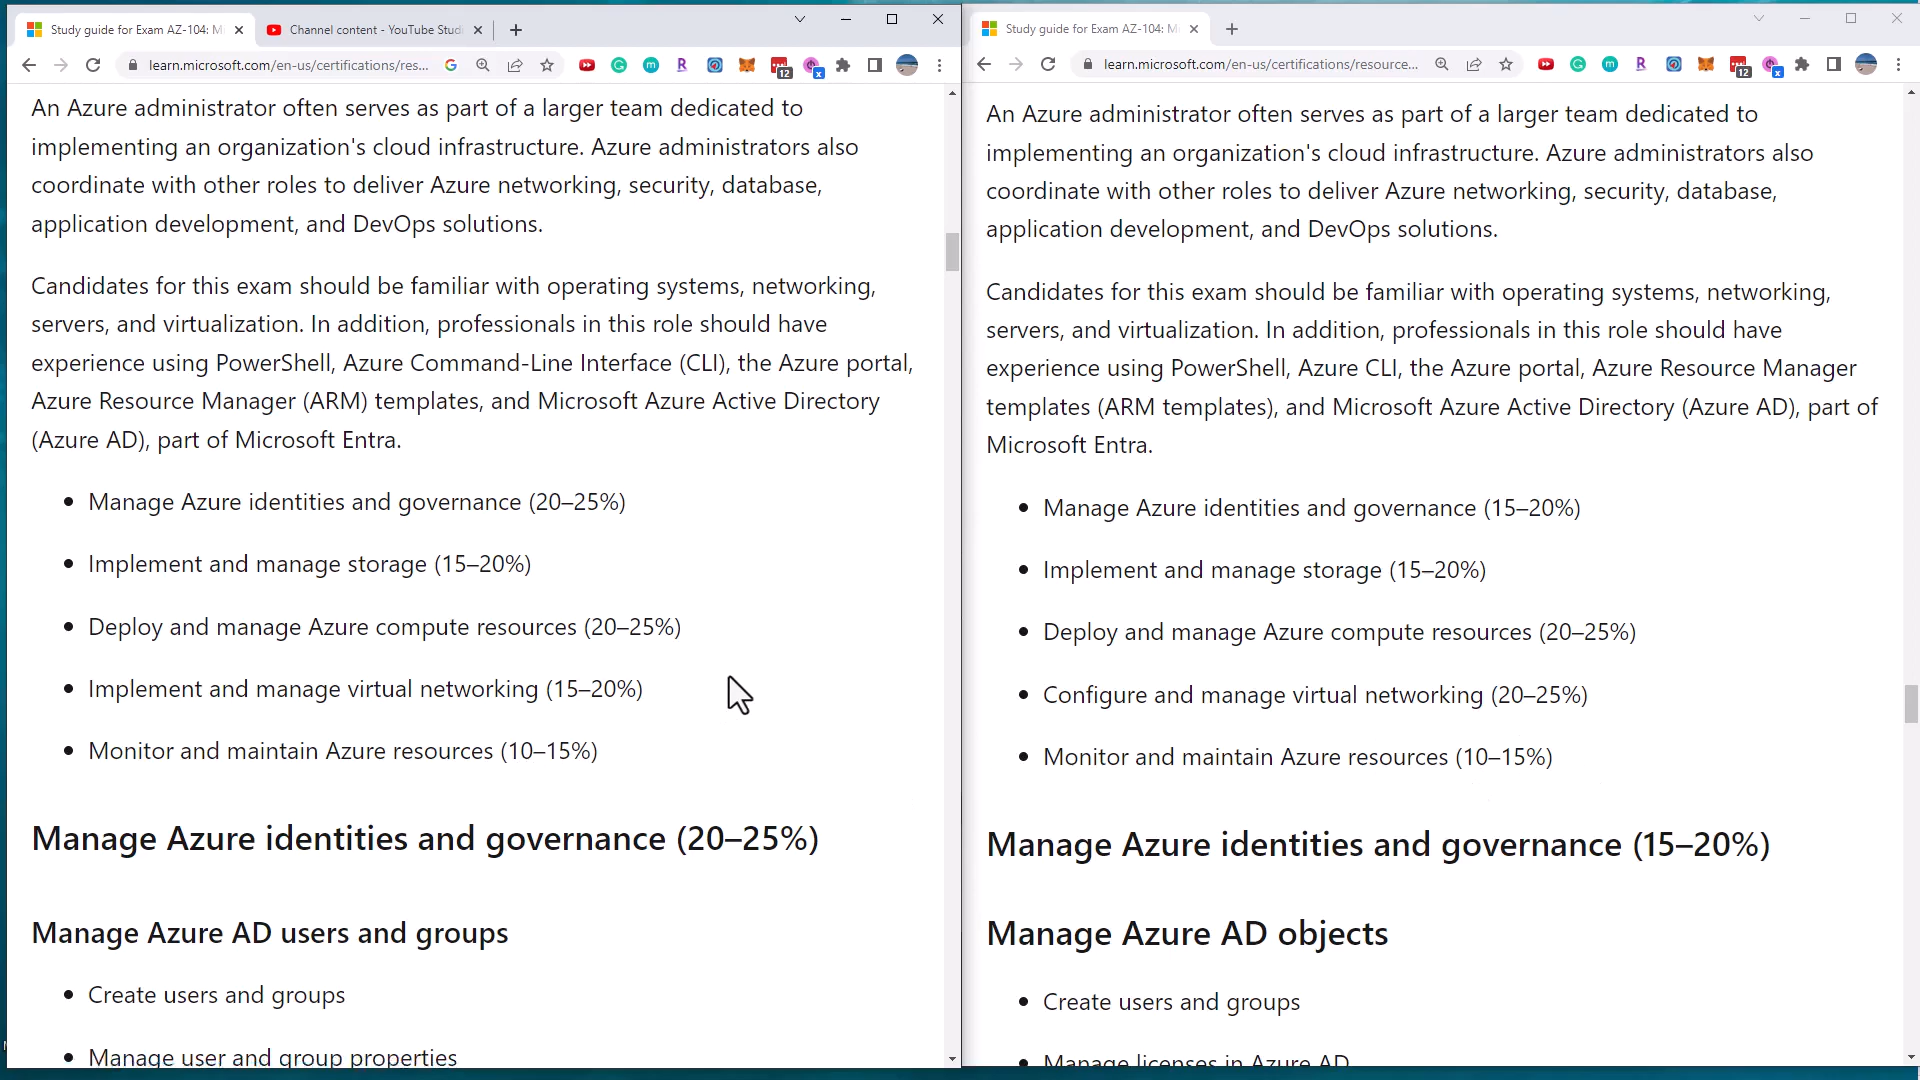 Study guide for Exam AZ-104: Mi
Channel content - YouTube Stud
learn.microsoft.com/en-us/certifications/res...
12
An Azure administrator often serves as part of a larger team dedicated to
implementing an organization's cloud infrastructure. Azure administrators also
coordinate with other roles to deliver Azure networking, security, database,
application development, and DevOps solutions.
Candidates for this exam should be familiar with operating systems, networking,
servers, and virtualization. In addition, professionals in this role should have
experience using PowerShell, Azure Command-Line Interface (CLI), the Azure portal,
Azure Resource Manager (ARM) templates, and Microsoft Azure Active Directory
(Azure AD), part of Microsoft Entra.
• Manage Azure identities and governance (20–25%)
• Implement and manage storage (15–20%)
• Deploy and manage Azure compute resources (20–25%)
• Implement and manage virtual networking (15–20%)
• Monitor and maintain Azure resources (10–15%)
Manage Azure identities and governance (20–25%)
Manage Azure AD users and groups
• Create users and groups
• Manage user and group properties
Study guide for Exam AZ-104: Mi
learn.microsoft.com/en-us/certifications/resource...
12
An Azure administrator often serves as part of a larger team dedicated to
implementing an organization's cloud infrastructure. Azure administrators also
coordinate with other roles to deliver Azure networking, security, database,
application development, and DevOps solutions.
Candidates for this exam should be familiar with operating systems, networking,
servers, and virtualization. In addition, professionals in this role should have
experience using PowerShell, Azure CLI, the Azure portal, Azure Resource Manager
templates (ARM templates), and Microsoft Azure Active Directory (Azure AD), part of
Microsoft Entra.
• Manage Azure identities and governance (15–20%)
• Implement and manage storage (15–20%)
• Deploy and manage Azure compute resources (20–25%)
• Configure and manage virtual networking (20–25%)
• Monitor and maintain Azure resources (10–15%)
Manage Azure identities and governance (15–20%)
Manage Azure AD objects
• Create users and groups
• Manage licenses in Azure AD